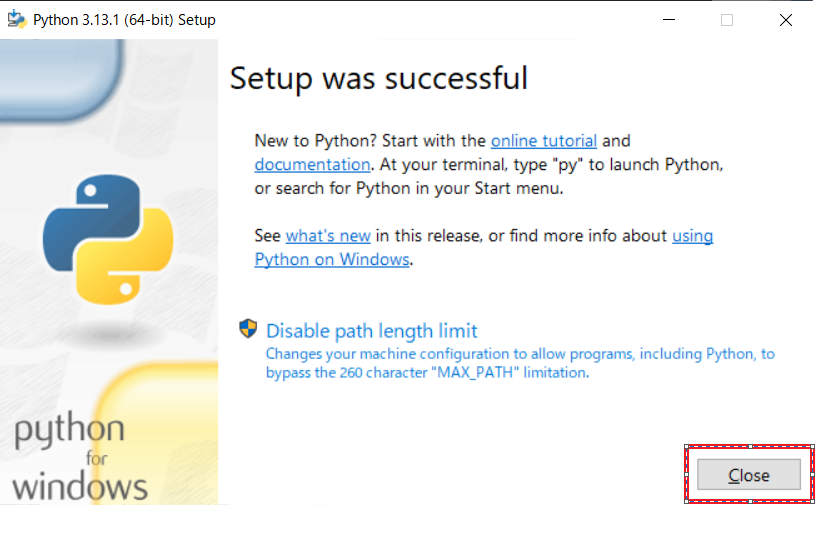 Python 3.13.1 (64-bit) Setup
Setup was successful
New to Python? Start with the online tutorial and
documentation. At your terminal, type "py" to launch Python,
or search for Python in your Start menu.
See what's new in this release, or find more info about using
Python on Windows.
Disable path length limit
Changes your machine configuration to allow programs, including Python, to
bypass the 260 character "MAX_PATH" limitation.
python
for
windows
Close